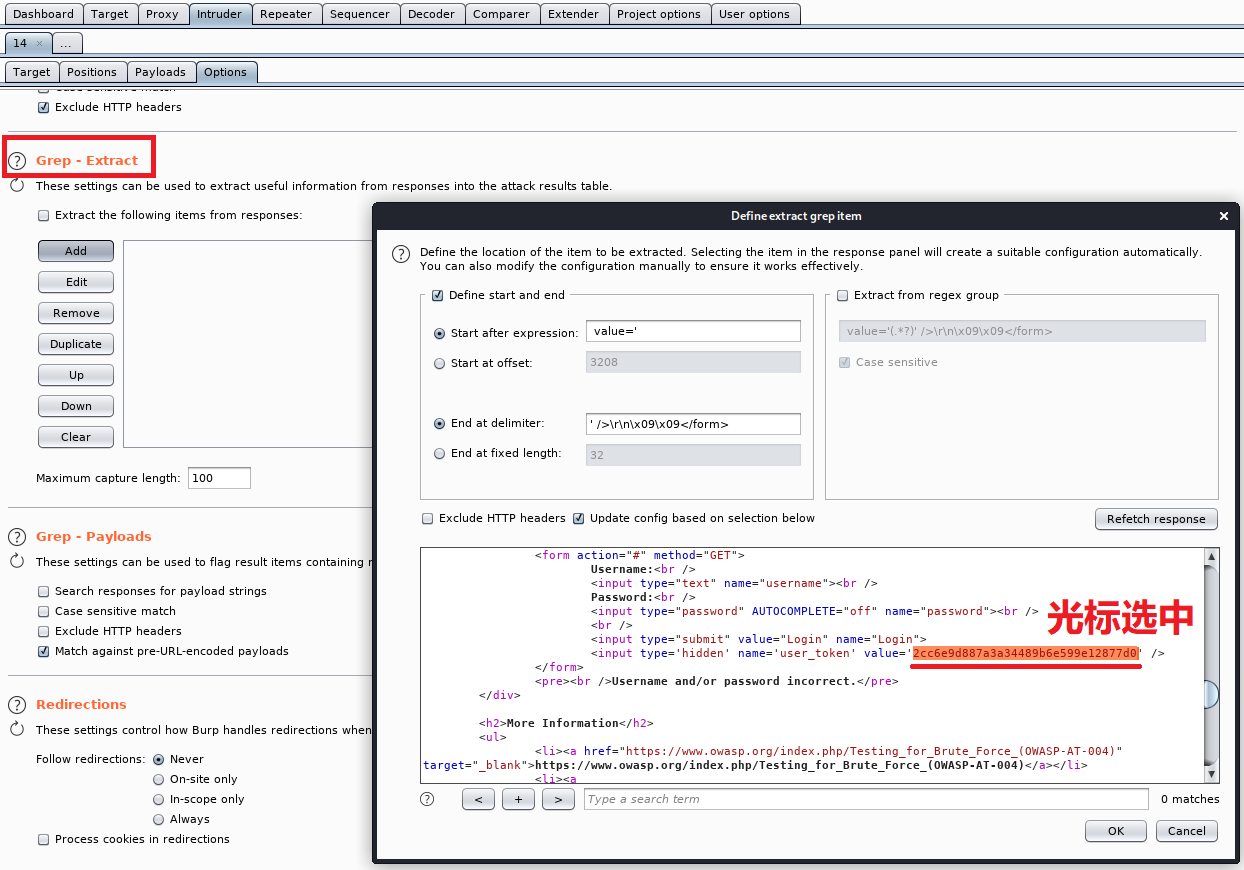 Dashboard Target Proxy Intruder Repeater Sequencer Decoder Comparer Extender Project options User options
14 × ...
Target Positions Payloads Options
Case sensitive match
Exclude HTTP headers
? Grep - Extract
These settings can be used to extract useful information from responses into the attack results table.
Extract the following items from responses:
Add
Edit
Remove
Duplicate
Up
Down
Clear
Maximum capture length: 100
? Grep - Payloads
These settings can be used to flag result items containing
Search responses for payload strings
Case sensitive match
Exclude HTTP headers
Match against pre-URL-encoded payloads
? Redirections
These settings control how Burp handles redirections when
Follow redirections: Never
On-site only
In-scope only
Always
Process cookies in redirections
Define extract grep item ×
? Define the location of the item to be extracted. Selecting the item in the response panel will create a suitable configuration automatically.
You can also modify the configuration manually to ensure it works effectively.
Define start and end
Start after expression: value='
Start at offset: 3208
End at delimiter: ' />\r\n\x09\x09</form>
End at fixed length: 32
Extract from regex group
value='(.*?)' />\r\n\x09\x09</form>
Case sensitive
Exclude HTTP headers Update config based on selection below Refetch response
<form action="#" method="GET">
Username:<br />
<input type="text" name="username"><br />
Password:<br />
<input type="password" AUTOCOMPLETE="off" name="password"><br />
<br />
光标选中
<input type="submit" value="Login" name="Login">
<input type='hidden' name='user_token' value='2cc6e9d887a3a34489b6e599e12877d0' />
</form>
<pre><br />Username and/or password incorrect.</pre>
</div>
<h2>More Information</h2>
<ul>
<li><a href="https://www.owasp.org/index.php/Testing_for_Brute_Force_(OWASP-AT-004)"
target="_blank">https://www.owasp.org/index.php/Testing_for_Brute_Force_(OWASP-AT-004)</a></li>
<li><a
? < + > Type a search term 0 matches
OK Cancel